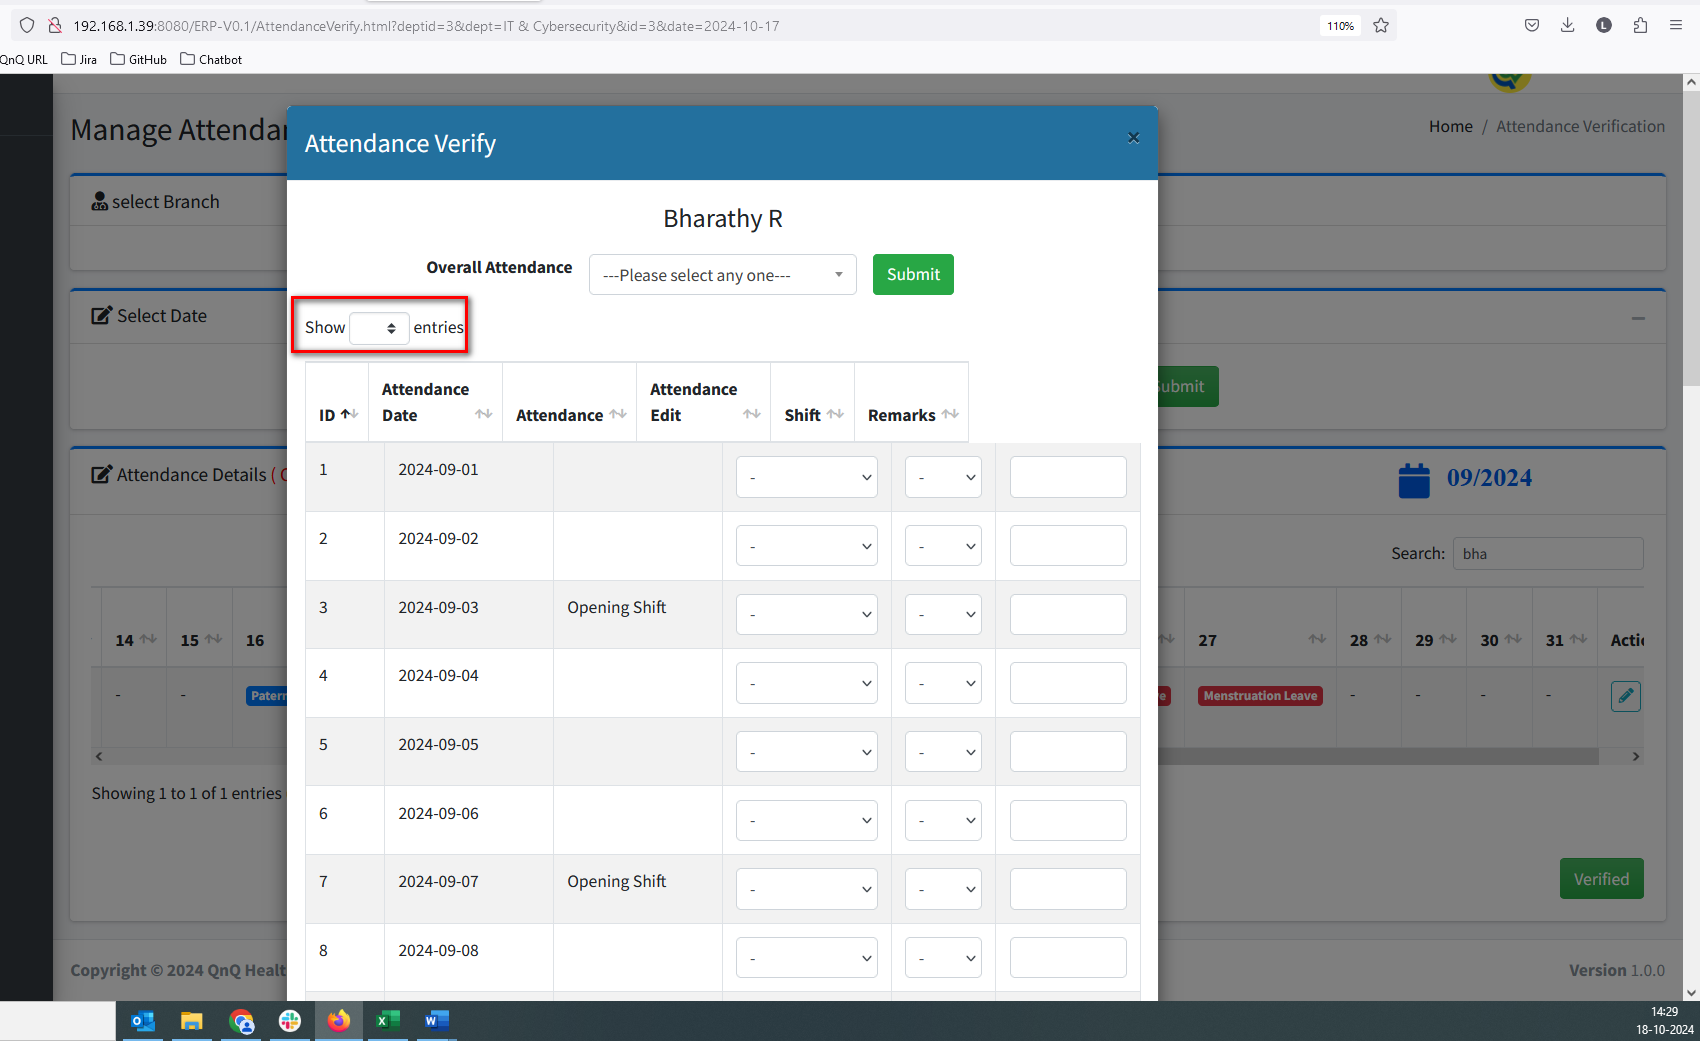 192.168.1.39:8080/ERP-V0.1/AttendanceVerify.html?deptid=3&dept=IT & Cybersecurity&id=3&date=2024-10-17
110%
L
QnQ URL Jira GitHub Chatbot
Manage Attendan
Home / Attendance Verification
Attendance Verify
×
select Branch
Bharathy R
Overall Attendance ---Please select any one--- Submit
Select Date
Show entries
Submit
ID Attendance Date Attendance Attendance Edit Shift Remarks
Attendance Details ( 
09/2024
Search: bha
1 2024-09-01 - -
2 2024-09-02 - -
3 2024-09-03 Opening Shift - -
4 2024-09-04 - -
5 2024-09-05 - -
6 2024-09-06 - -
7 2024-09-07 Opening Shift - -
8 2024-09-08 - -
14 15 16 27 28 29 30 31 Actio
- - Patern Menstruation Leave - - - -
Showing 1 to 1 of 1 entries
Verified
Copyright © 2024 QnQ Healt
Version 1.0.0
14:29
18-10-2024